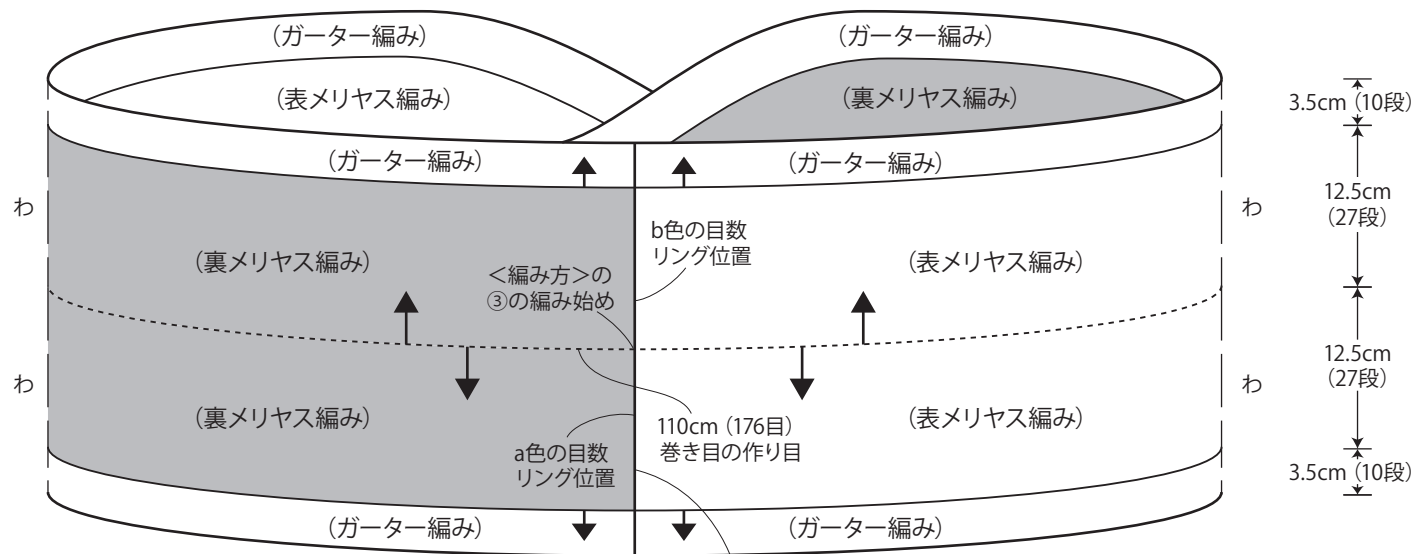 (ガーター編み)
(ガーター編み)
(表メリヤス編み)
(裏メリヤス編み)
3.5cm(10段)
(ガーター編み)
(ガーター編み)
わ
わ
12.5cm
(27段)
b色の目数
リング位置
(裏メリヤス編み)
(表メリヤス編み)
<編み方>の
③の編み始め
わ
わ
12.5cm
(27段)
(裏メリヤス編み)
(表メリヤス編み)
110cm(176目)
巻き目の作り目
a色の目数
リング位置
3.5cm(10段)
(ガーター編み)
(ガーター編み)